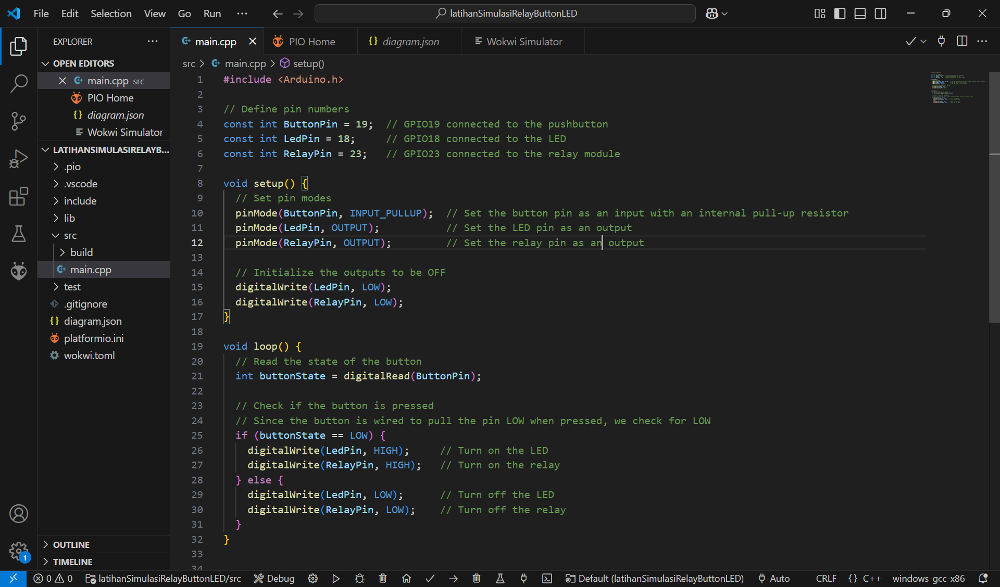 File Edit Selection View Go Run ··· latihanSimulasiRelayButtonLED
EXPLORER
OPEN EDITORS
main.cpp src
PIO Home
diagram.json
Wokwi Simulator
LATIHANSIMULASIRELAYB...
.pio
.vscode
include
lib
src
build
main.cpp
test
.gitignore
diagram.json
platformio.ini
wokwi.toml
OUTLINE
TIMELINE
1
main.cpp PIO Home diagram.json Wokwi Simulator
src > main.cpp > setup()
1 #include <Arduino.h>
2
3 // Define pin numbers
4 const int ButtonPin = 19;  // GPIO19 connected to the pushbutton
5 const int LedPin = 18;     // GPIO18 connected to the LED
6 const int RelayPin = 23;   // GPIO23 connected to the relay module
7
8 void setup() {
9   // Set pin modes
10   pinMode(ButtonPin, INPUT_PULLUP);  // Set the button pin as an input with an internal pull-up resistor
11   pinMode(LedPin, OUTPUT);           // Set the LED pin as an output
12   pinMode(RelayPin, OUTPUT);         // Set the relay pin as an output
13
14   // Initialize the outputs to be OFF
15   digitalWrite(LedPin, LOW);
16   digitalWrite(RelayPin, LOW);
17 }
18
19 void loop() {
20   // Read the state of the button
21   int buttonState = digitalRead(ButtonPin);
22
23   // Check if the button is pressed
24   // Since the button is wired to pull the pin LOW when pressed, we check for LOW
25   if (buttonState == LOW) {
26     digitalWrite(LedPin, HIGH);     // Turn on the LED
27     digitalWrite(RelayPin, HIGH);   // Turn on the relay
28   } else {
29     digitalWrite(LedPin, LOW);      // Turn off the LED
30     digitalWrite(RelayPin, LOW);    // Turn off the relay
31   }
32 }
33
34
0 0 latihanSimulasiRelayButtonLED/src Debug Default (latihanSimulasiRelayButtonLED) Auto CRLF {} C++ windows-gcc-x86